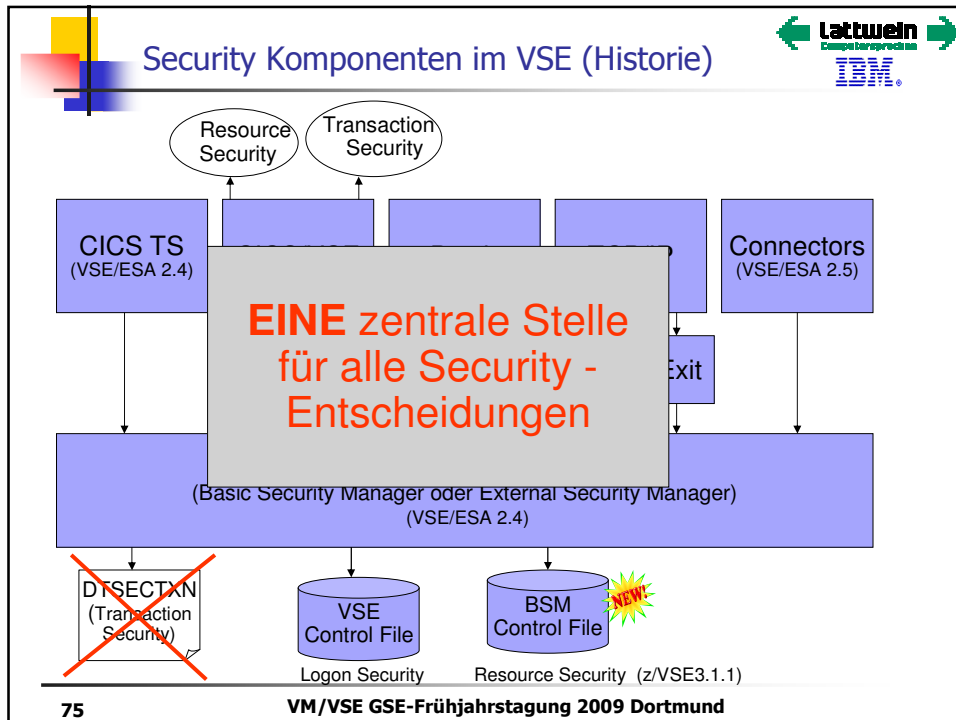 Security Komponenten im VSE (Historie)
Lattwein
Computersprachen
IBM®
Resource
Security
Transaction
Security
CICS TS
(VSE/ESA 2.4)
Connectors
(VSE/ESA 2.5)
EINE zentrale Stelle
für alle Security -
Entscheidungen
Exit
(Basic Security Manager oder External Security Manager)
(VSE/ESA 2.4)
DTSECTXN
(Transaction
Security)
VSE
Control File
BSM
Control File
NEW!
Logon Security
Resource Security (z/VSE3.1.1)
75
VM/VSE GSE-Frühjahrstagung 2009 Dortmund